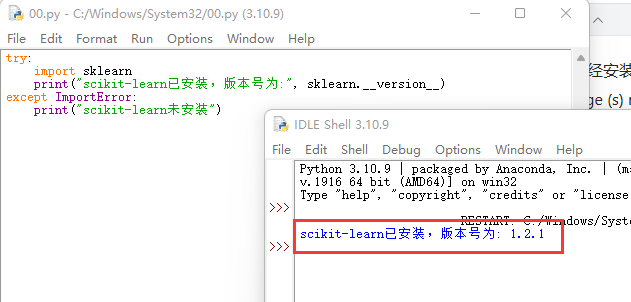 00.py - C:/Windows/System32/00.py (3.10.9)
File Edit Format Run Options Window Help
try:
    import sklearn
    print("scikit-learn已安装，版本号为:", sklearn.__version__)
except ImportError:
    print("scikit-learn未安装")
经安装
ge (s) r
IDLE Shell 3.10.9
File Edit Shell Debug Options Window Help
Python 3.10.9 | packaged by Anaconda, Inc. | (ma
v.1916 64 bit (AMD64)] on win32
Type "help", "copyright", "credits" or "license
>>>
RESTART: C:/Windows/Syste
scikit-learn已安装，版本号为: 1.2.1
>>>